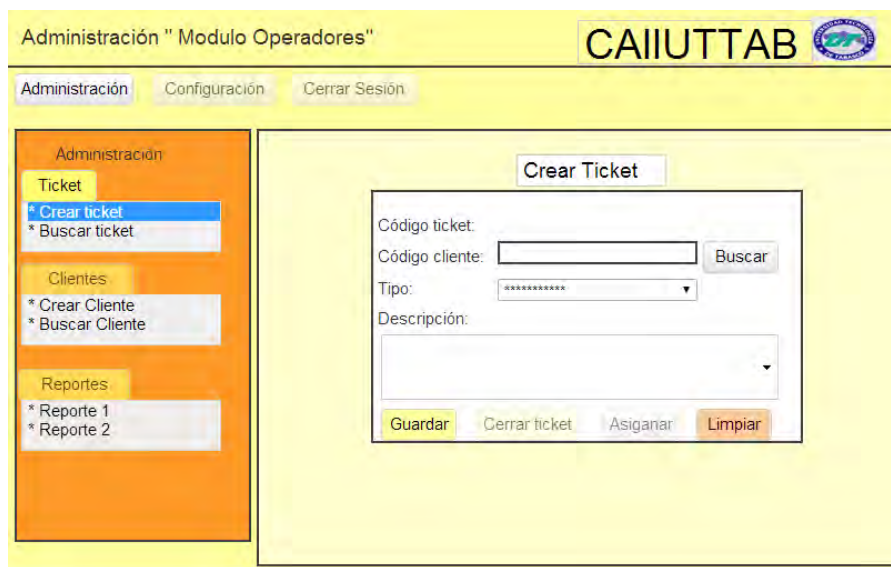 Administración " Modulo Operadores"
CAIIUTTAB
Administración Configuración Cerrar Sesión
Administración
Ticket
* Crear ticket
* Buscar ticket
Clientes
* Crear Cliente
* Buscar Cliente
Reportes
* Reporte 1
* Reporte 2
Crear Ticket
Código ticket:
Código cliente: Buscar
Tipo: ***********
Descripción:
Guardar Cerrar ticket Asiganar Limpiar